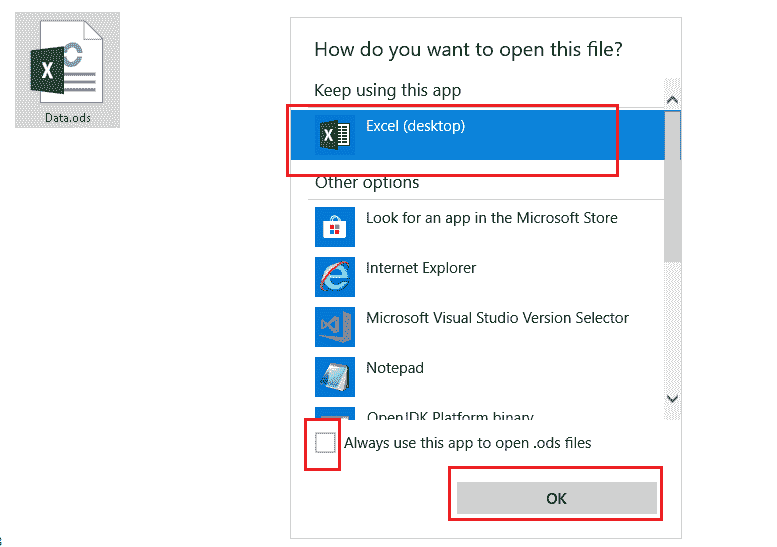 Data.ods
How do you want to open this file?
Keep using this app
Excel (desktop)
Other options
Look for an app in the Microsoft Store
Internet Explorer
Microsoft Visual Studio Version Selector
Notepad
OpenJDK Platform binary
Always use this app to open .ods files
OK